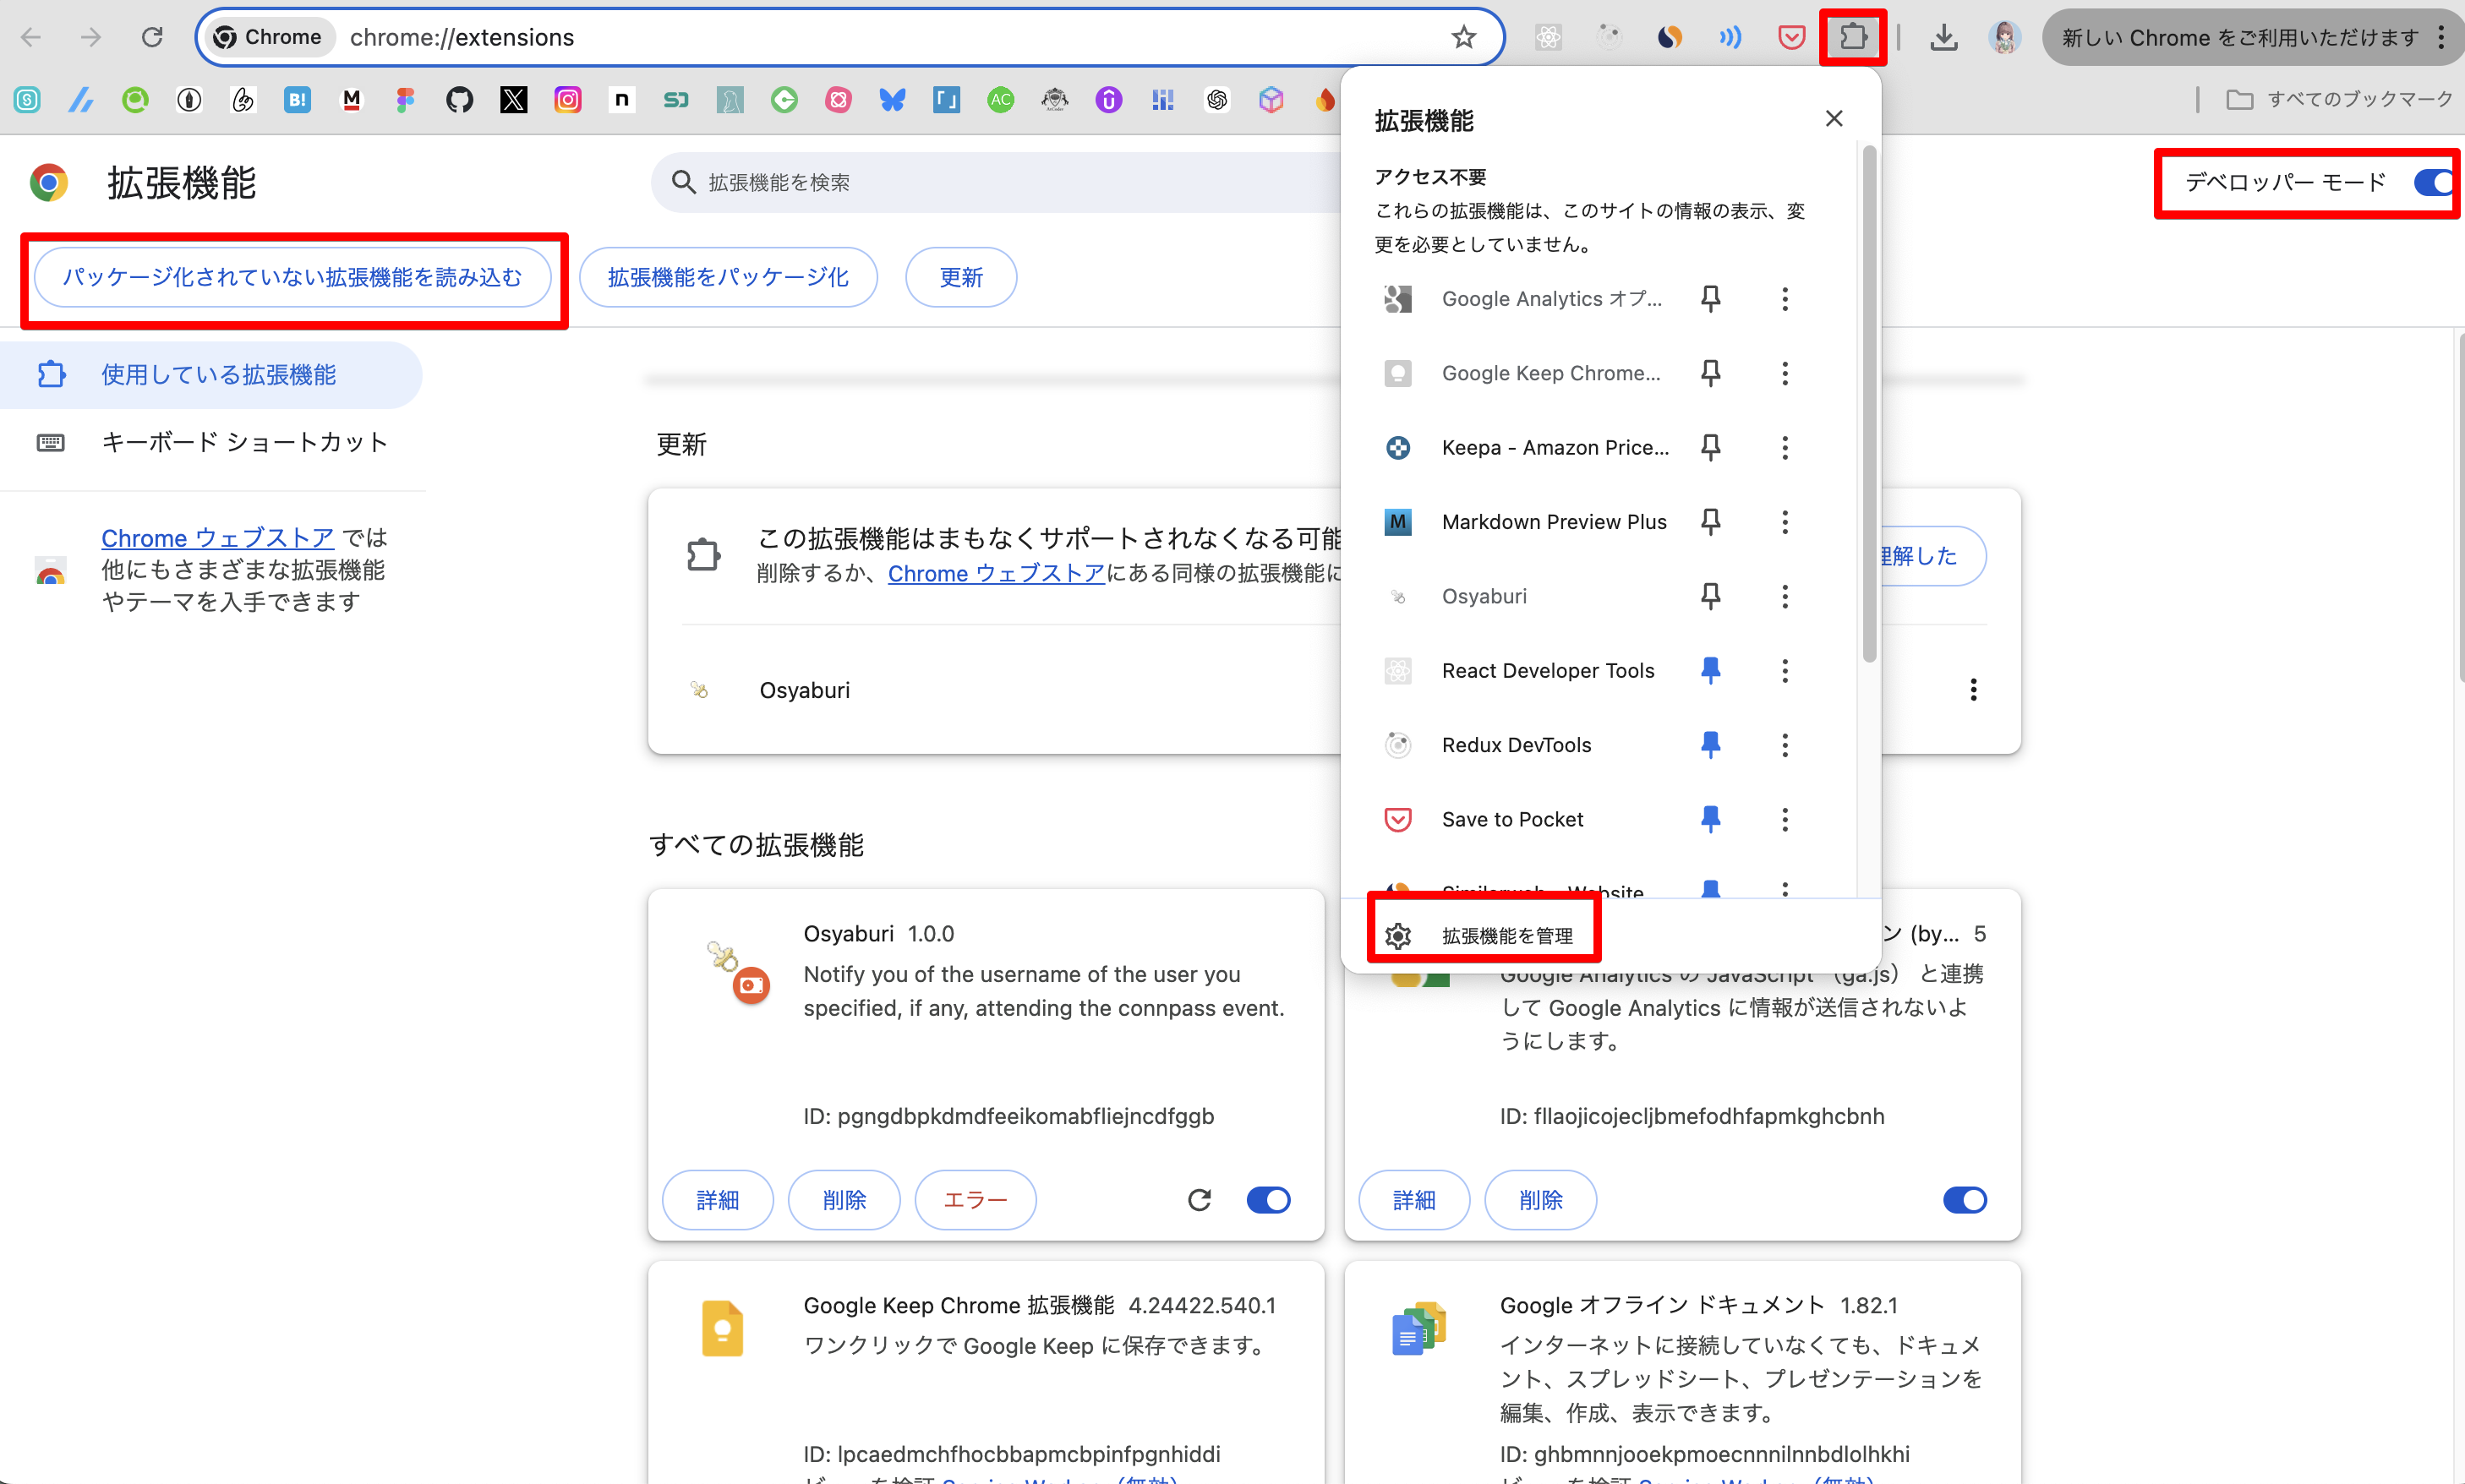 Chrome
chrome://extensions
新しい Chrome をご利用いただけます
すべてのブックマーク
拡張機能
拡張機能を検索
デベロッパー モード
パッケージ化されていない拡張機能を読み込む
拡張機能をパッケージ化
更新
使用している拡張機能
キーボード ショートカット
Chrome ウェブストア では
他にもさまざまな拡張機能
やテーマを入手できます
更新
この拡張機能はまもなくサポートされなくなる可能
削除するか、Chrome ウェブストアにある同様の拡張機能に
理解した
Osyaburi
すべての拡張機能
Osyaburi 1.0.0
Notify you of the username of the user you
specified, if any, attending the connpass event.
ID: pgngdbpkdmdfeeikomabfliejncdfggb
詳細
削除
エラー
ン (by... 5
Google Analytics の JavaScript （ga.js） と連携
して Google Analytics に情報が送信されないよ
うにします。
ID: fllaojicojecljbmefodhfapmkghcbnh
詳細
削除
Google Keep Chrome 拡張機能 4.24422.540.1
ワンクリックで Google Keep に保存できます。
ID: lpcaedmchfhocbbapmcbpinfpgnhiddi
ビューを検証 Service Worker（無効）
Google オフライン ドキュメント 1.82.1
インターネットに接続していなくても、ドキュメ
ント、スプレッドシート、プレゼンテーションを
編集、作成、表示できます。
ID: ghbmnnjooekpmoecnnnilnnbdlolhkhi
ビューを検証 Service Worker（無効）
拡張機能
アクセス不要
これらの拡張機能は、このサイトの情報の表示、変
更を必要としていません。
Google Analytics オプ...
Google Keep Chrome...
Keepa - Amazon Price...
M
Markdown Preview Plus
Osyaburi
React Developer Tools
Redux DevTools
Save to Pocket
Similarweb - Website
拡張機能を管理